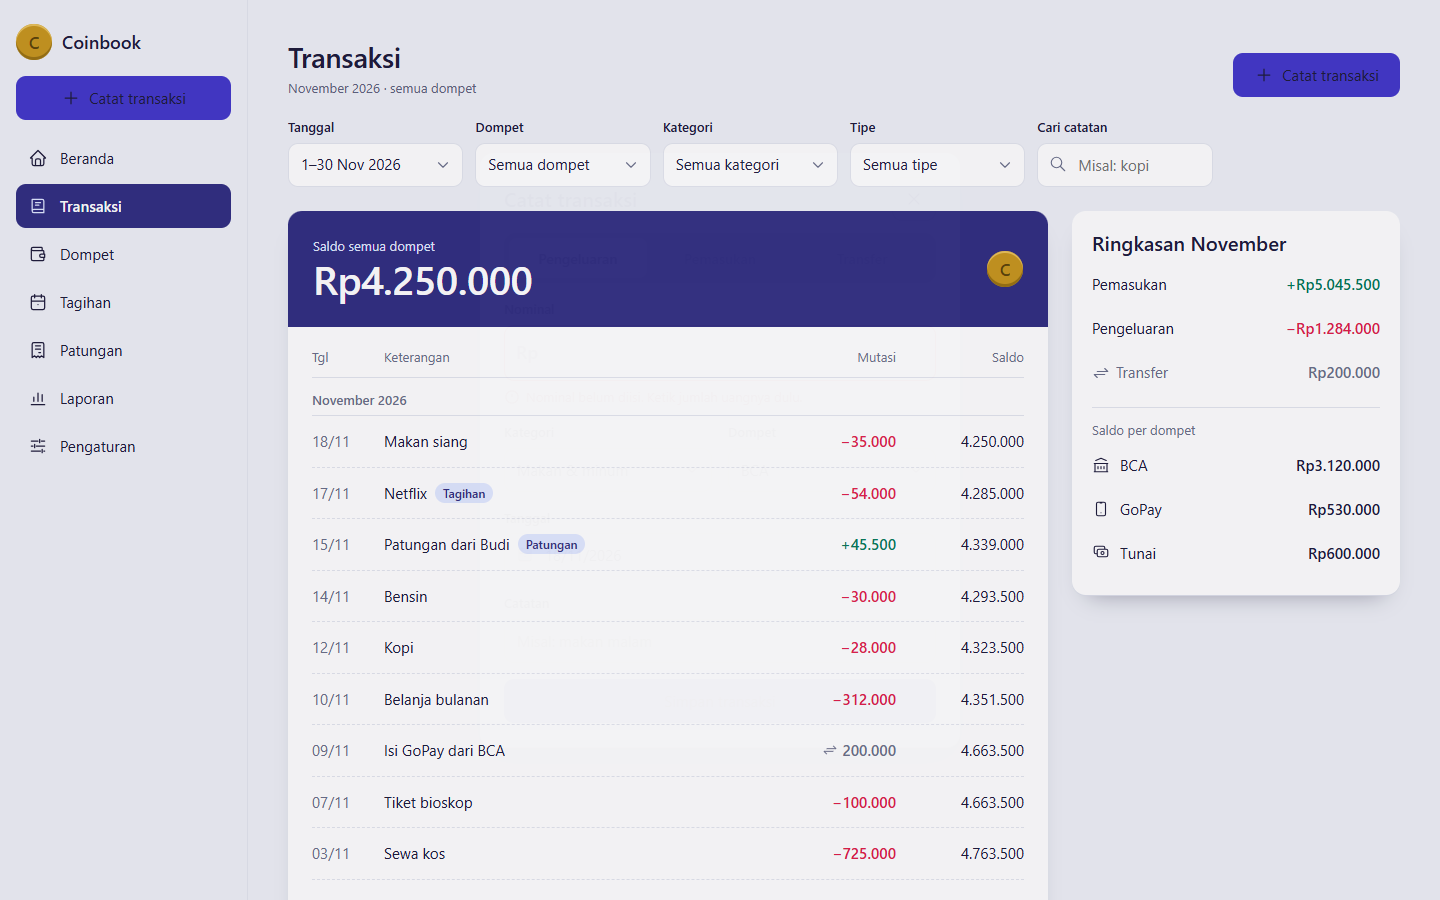 C Coinbook
Catat transaksi
Beranda
Transaksi
Dompet
Tagihan
Patungan
Laporan
Pengaturan
Transaksi
November 2026 · semua dompet
Catat transaksi
Tanggal
1–30 Nov 2026
Dompet
Semua dompet
Kategori
Semua kategori
Tipe
Semua tipe
Cari catatan
Misal: kopi
Saldo semua dompet
Rp4.250.000
C
Tgl Keterangan Mutasi Saldo
November 2026
18/11 Makan siang −35.000 4.250.000
17/11 Netflix Tagihan −54.000 4.285.000
15/11 Patungan dari Budi Patungan +45.500 4.339.000
14/11 Bensin −30.000 4.293.500
12/11 Kopi −28.000 4.323.500
10/11 Belanja bulanan −312.000 4.351.500
09/11 Isi GoPay dari BCA 200.000 4.663.500
07/11 Tiket bioskop −100.000 4.663.500
03/11 Sewa kos −725.000 4.763.500
Ringkasan November
Pemasukan +Rp5.045.500
Pengeluaran −Rp1.284.000
Transfer Rp200.000
Saldo per dompet
BCA Rp3.120.000
GoPay Rp530.000
Tunai Rp600.000